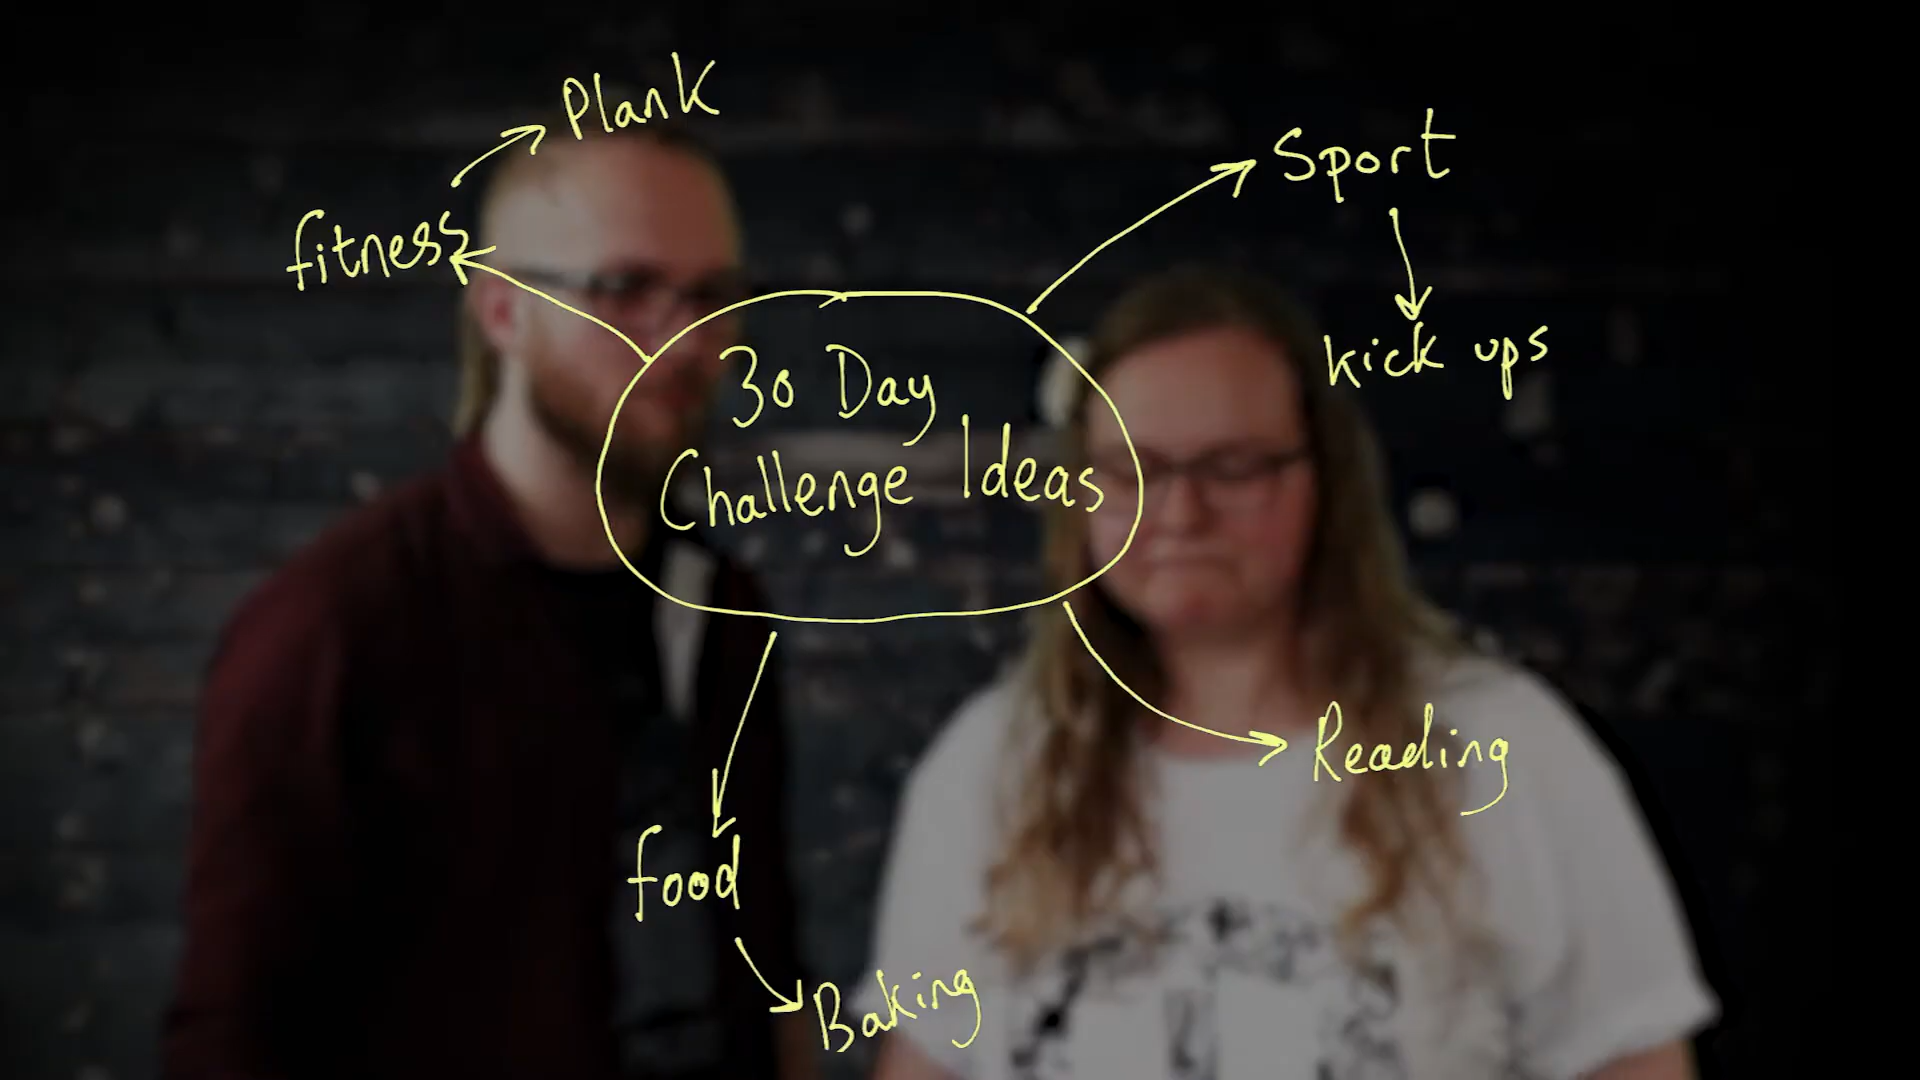 Plank
fitness
Sport
kick ups
30 Day
Challenge Ideas
Reading
food
Baking